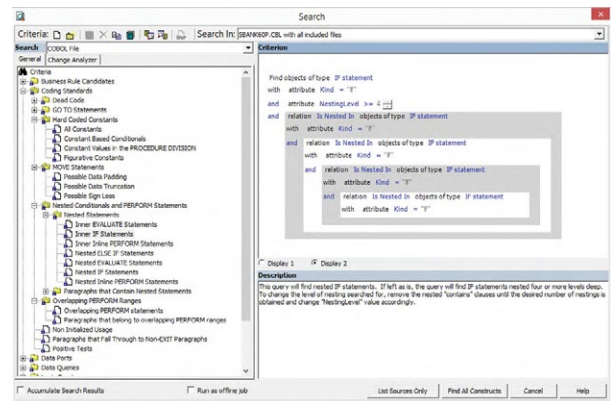 Search
Criteria:
Search In: SBANK60P.CBL with all included files
Search COBOL File
General Change Analyzer
Criteria
Business Rule Candidates
Coding Standards
Dead Code
GO TO Statements
Hard Coded Constants
All Constants
Constant Based Conditionals
Constant Values in the PROCEDURE DIVISION
Figurative Constants
MOVE Statements
Possible Data Padding
Possible Data Truncation
Possible Sign Loss
Nested Conditionals and PERFORM Statements
Nested Statements
Inner EVALUATE Statements
Inner IF Statements
Inner Inline PERFORM Statements
Nested ELSE IF Statements
Nested EVALUATE Statements
Nested IF Statements
Nested Inline PERFORM Statements
Paragraphs that Contain Nested Statements
Overlapping PERFORM Ranges
Overlapping PERFORM statements
Paragraphs that belong to overlapping PERFORM ranges
Non Initialized Usage
Paragraphs that Fall Through to Non-EXIT Paragraphs
Positive Tests
Data Ports
Data Queries
Criterion
Find objects of type IF statement
with attribute Kind =
and attribute NestingLevel >= 4
and relation Is Nested In objects of type IF statement
with attribute Kind =
and relation Is Nested In objects of type IF statement
with attribute Kind =
and relation Is Nested In objects of type IF statement
with attribute Kind =
and relation Is Nested In objects of type IF statement
with attribute Kind =
Display 1 Display 2
Description
This query will find nested IF statements. If left as is, the query will find IF statements nested four or more levels deep.
To change the level of nesting searched for, remove the nested "contains" clauses until the desired number of nestings is
obtained and change "NestingLevel" value accordingly.
Accumulate Search Results
Run as offline job
List Sources Only
Find All Constructs
Cancel
Help